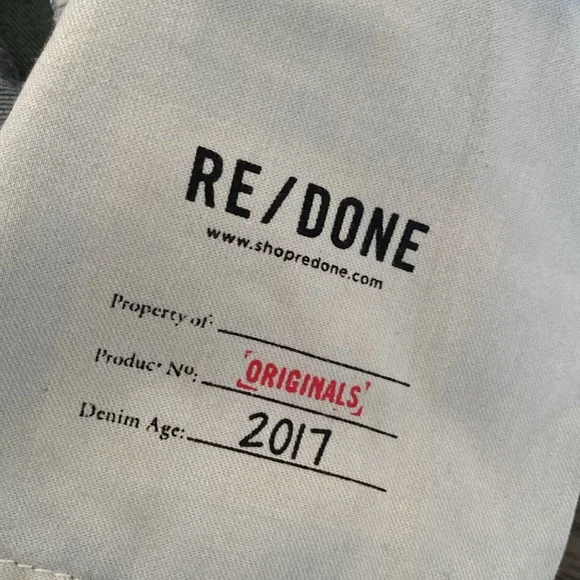 RE/DONE
www.shopredone.com
Property of:
Product Nº: ORIGINALS
Denim Age: 2017